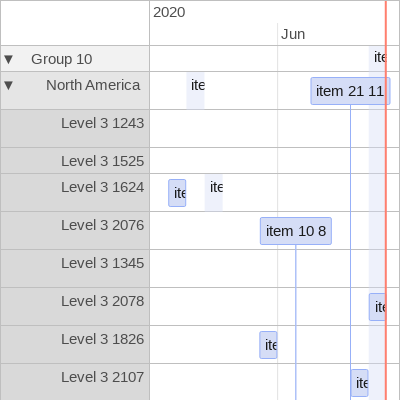 2020
Jun
▼ Group 10 ite
▼ North America ite item 21 11
Level 3 1243
Level 3 1525
Level 3 1624 ite ite
Level 3 2076 item 10 8
Level 3 1345
Level 3 2078 ite
Level 3 1826 ite
Level 3 2107 ite